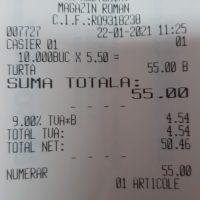 MAGAZIN ROMAN
C.I.F.:RO9318238
007727 22-01-2021 11:25
CASIER 01 01
10.000BUC X 5.50 =
TURTA 55.00 B
SUMA TOTALA:
55.00
- - - -
9.00% TVA*B 4.54
TOTAL TVA: 4.54
TOTAL NET: 50.46
- - - -
NUMERAR 55.00
01 ARTICOLE